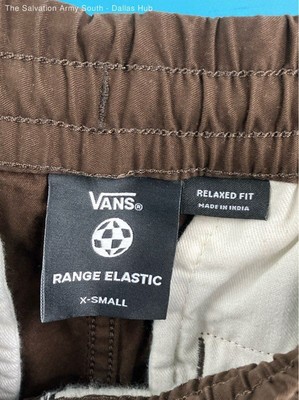 The Salvation Army South - Dallas Hub
VANS®
RANGE ELASTIC
X-SMALL
RELAXED FIT
MADE IN INDIA